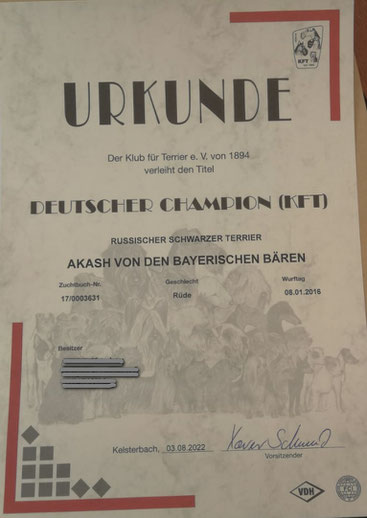 KFT
URKUNDE
Der Klub für Terrier e. V. von 1894
verleiht den Titel
DEUTSCHER CHAMPION (KFT)
RUSSISCHER SCHWARZER TERRIER
AKASH VON DEN BAYERISCHEN BÄREN
Zuchtbuch-Nr. Geschlecht Wurftag
17/0003631 Rüde 08.01.2016
Besitzer
Kelsterbach, 03.08.2022
Vorsitzender
VDH
FCI